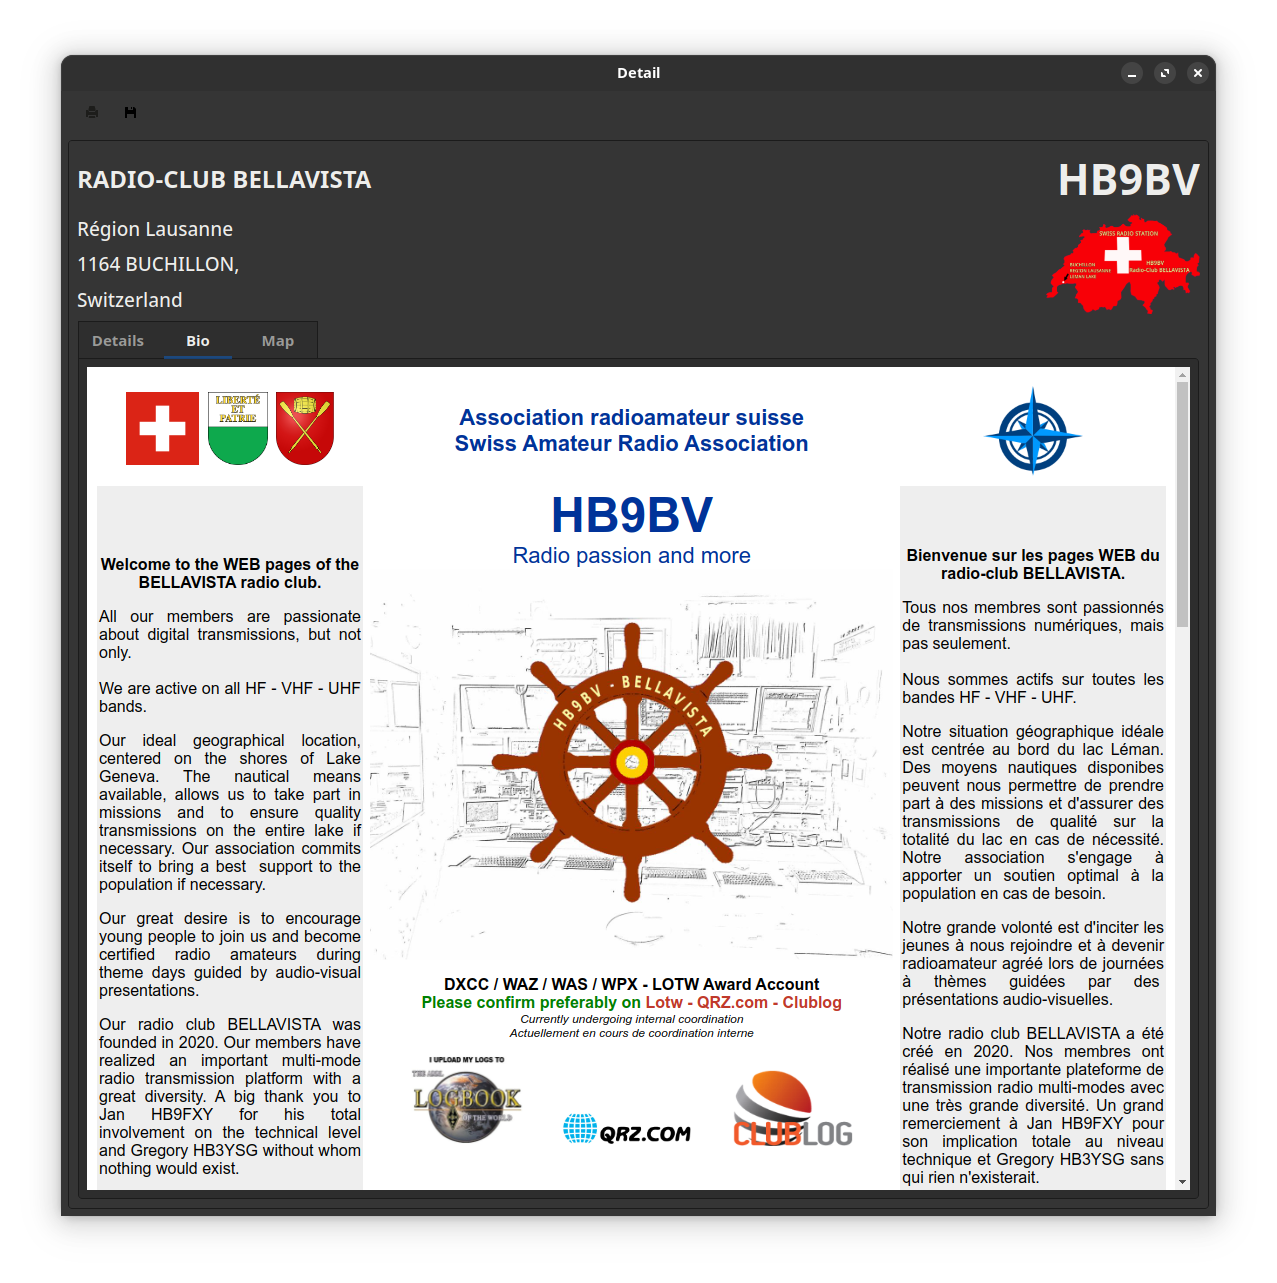 Detail
RADIO-CLUB BELLAVISTA
HB9BV
Région Lausanne
1164 BUCHILLON,
Switzerland
SWISS RADIO STATION
BUCHILLON
REGION LAUSANNE
LEMAN LAKE
HB9BV
Radio-Club BELLAVISTA
Details
Bio
Map
LIBERTÉ
ET
PATRIE
Association radioamateur suisse
Swiss Amateur Radio Association
Welcome to the WEB pages of the
BELLAVISTA radio club.
All our members are passionate
about digital transmissions, but not
only.
We are active on all HF - VHF - UHF
bands.
Our ideal geographical location,
centered on the shores of Lake
Geneva. The nautical means
available, allows us to take part in
missions and to ensure quality
transmissions on the entire lake if
necessary. Our association commits
itself to bring a best support to the
population if necessary.
Our great desire is to encourage
young people to join us and become
certified radio amateurs during
theme days guided by audio-visual
presentations.
Our radio club BELLAVISTA was
founded in 2020. Our members have
realized an important multi-mode
radio transmission platform with a
great diversity. A big thank you to
Jan HB9FXY for his total
involvement on the technical level
and Gregory HB3YSG without whom
nothing would exist.
HB9BV
Radio passion and more
HB9BV - BELLAVISTA
DXCC / WAZ / WAS / WPX - LOTW Award Account
Please confirm preferably on Lotw - QRZ.com - Clublog
Currently undergoing internal coordination
Actuellement en cours de coordination interne
I UPLOAD MY LOGS TO
THE ARRL
LOGBOOK
OF THE WORLD
QRZ.COM
CLUBLOG
Bienvenue sur les pages WEB du
radio-club BELLAVISTA.
Tous nos membres sont passionnés
de transmissions numériques, mais
pas seulement.
Nous sommes actifs sur toutes les
bandes HF - VHF - UHF.
Notre situation géographique idéale
est centrée au bord du lac Léman.
Des moyens nautiques disponibes
peuvent nous permettre de prendre
part à des missions et d'assurer des
transmissions de qualité sur la
totalité du lac en cas de nécessité.
Notre association s'engage à
apporter un soutien optimal à la
population en cas de besoin.
Notre grande volonté est d'inciter les
jeunes à nous rejoindre et à devenir
radioamateur agréé lors de journées
à thèmes guidées par des
présentations audio-visuelles.
Notre radio club BELLAVISTA a été
créé en 2020. Nos membres ont
réalisé une importante plateforme de
transmission radio multi-modes avec
une très grande diversité. Un grand
remerciement à Jan HB9FXY pour
son implication totale au niveau
technique et Gregory HB3YSG sans
qui rien n'existerait.